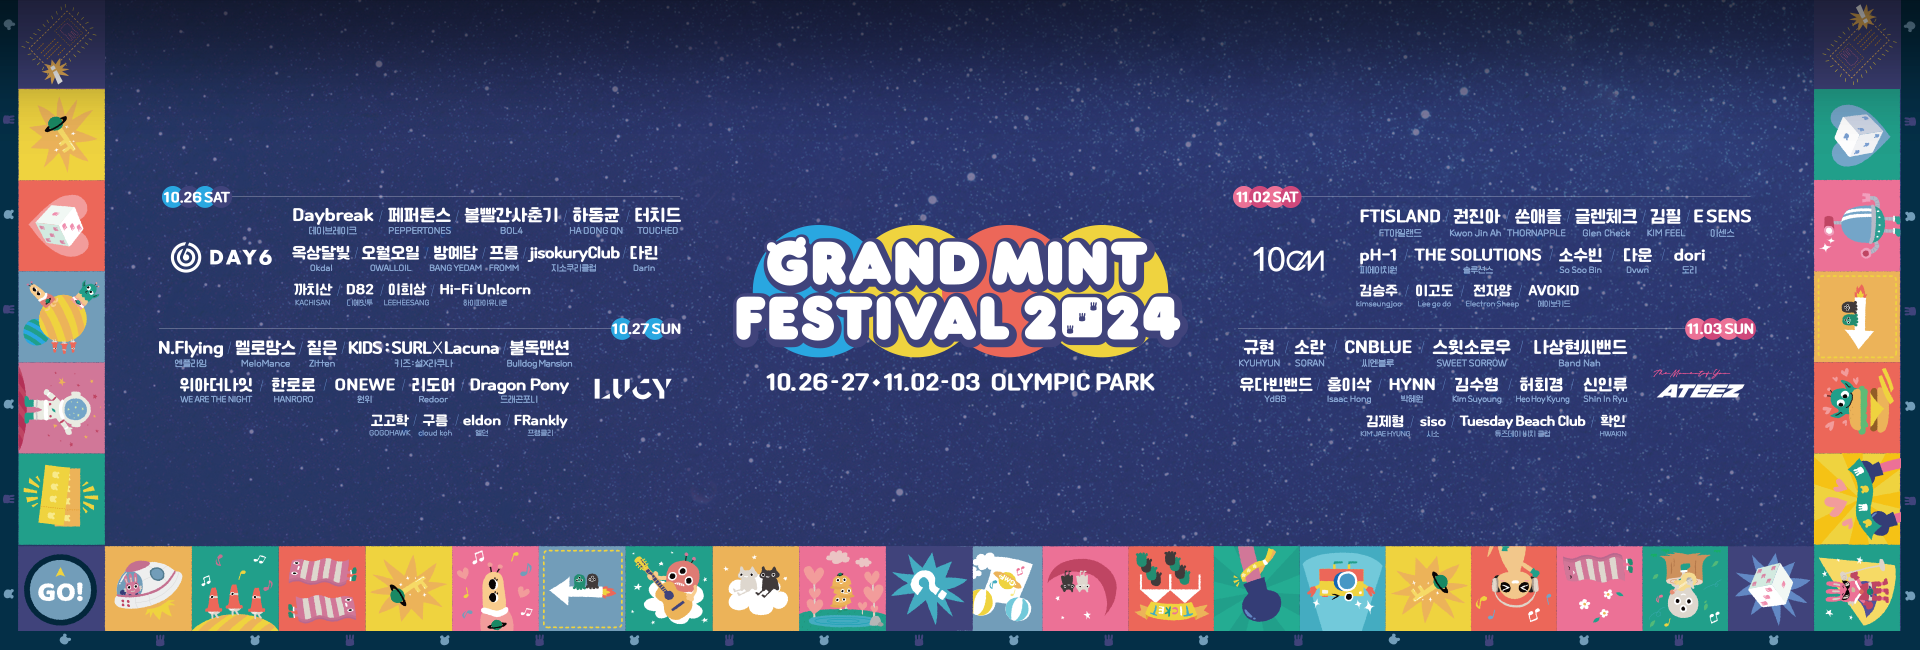 10.26 SAT
Daybreak / 페퍼톤스 / 볼빨간사춘기 / 하동균 / 터치드
데이브레이크 PEPPERTONES BOL4 HA DONG QN TOUCHED
DAY6
옥상달빛 / 오월오일 / 방예담 / 프롬 / jisokuryClub / 다린
Okdal OWALLOIL BANG YEDAM FROMM 지소쿠리클럽 Darin
까치산 / D82 / 이희상 / Hi-Fi Un!corn
KACHISAN 디에잇투 LEEHEESANG 하이파이유니콘
10.27 SUN
N.Flying / 멜로망스 / 짙은 / KIDS : SURL X Lacuna / 불독맨션
엔플라잉 MeloMance Zitten 키즈:설X라쿠나 Bulldog Mansion
위아더나잇 / 한로로 / ONEWE / 리도어 / Dragon Pony
WE ARE THE NIGHT HANRORO 원위 Redoor 드래곤포니
LUCY
고고학 / 구름 / eldon / FRankly
GOGOHAWK cloud koh 엘던 프랭클리
GRAND MINT
FESTIVAL 2024
10.26-27 • 11.02-03 OLYMPIC PARK
11.02 SAT
FTISLAND / 권진아 / 쏜애플 / 글렌체크 / 김필 / E SENS
FT아일랜드 Kwon Jin Ah THORNAPPLE Glen Check KIM FEEL 이센스
10CM
pH-1 / THE SOLUTIONS / 소수빈 / 다운 / dori
피에이치원 솔루션스 So Soo Bin Dvwn 도리
김승주 / 이고도 / 전자양 / AVOKID
kimseungjoo Lee go do Electron Sheep 에이보키드
11.03 SUN
규현 / 소란 / CNBLUE / 스윗소로우 / 나상현씨밴드
KYUHYUN SORAN 씨엔블루 SWEET SORROW Band Nah
유다빈밴드 / 홍이삭 / HYNN / 김수영 / 허회경 / 신인류
YdBB Isaac Hong 박혜원 Kim Suyoung Heo Hoy Kyung Shin In Ryu
ATEEZ
김제형 / siso / Tuesday Beach Club / 확인
KIM JAE HYUNG 시소 튜즈데이 비치 클럽 HWAKIN
GO!
TICKET